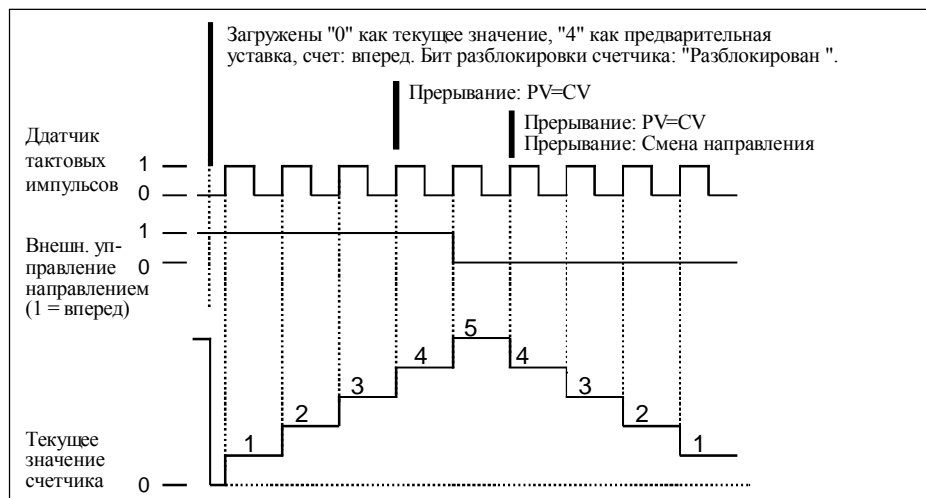 Загружены "0" как текущее значение, "4" как предварительная
уставка, счет: вперед. Бит разблокировки счетчика: "Разблокирован ".
Прерывание: PV=CV
Прерывание: PV=CV
Прерывание: Смена направления
Ддатчик
тактовых
импульсов
1
0
Внешн. уп-
правление
направлением
(1 = вперед)
1
0
5
4
4
3
3
2
2
1
1
Текущее
значение
счетчика
0